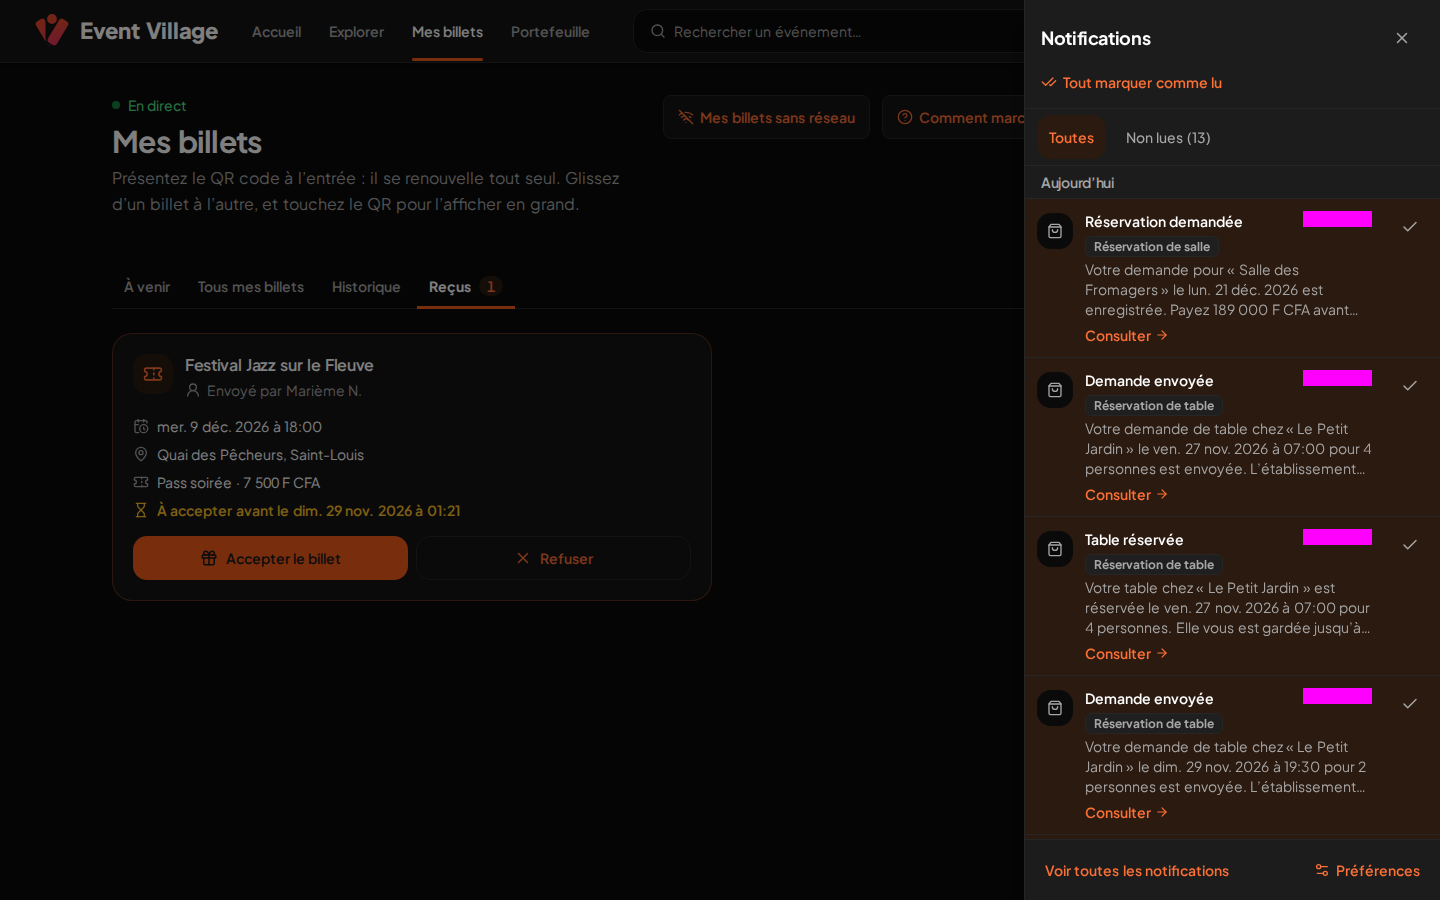 Event Village
Accueil
Explorer
Mes billets
Portefeuille
Rechercher un événement...
En direct
Mes billets
Présentez le QR code à l'entrée : il se renouvelle tout seul. Glissez
d'un billet à l'autre, et touchez le QR pour l'afficher en grand.
Mes billets sans réseau
Comment marc
À venir
Tous mes billets
Historique
Reçus 1
Festival Jazz sur le Fleuve
Envoyé par Marième N.
mer. 9 déc. 2026 à 18:00
Quai des Pêcheurs, Saint-Louis
Pass soirée · 7 500 F CFA
À accepter avant le dim. 29 nov. 2026 à 01:21
Accepter le billet
Refuser
Notifications
Tout marquer comme lu
Toutes
Non lues (13)
Aujourd'hui
Réservation demandée
Réservation de salle
Votre demande pour « Salle des
Fromagers » le lun. 21 déc. 2026 est
enregistrée. Payez 189 000 F CFA avant...
Consulter →
Demande envoyée
Réservation de table
Votre demande de table chez « Le Petit
Jardin » le ven. 27 nov. 2026 à 07:00 pour 4
personnes est envoyée. L'établissement...
Consulter →
Table réservée
Réservation de table
Votre table chez « Le Petit Jardin » est
réservée le ven. 27 nov. 2026 à 07:00 pour
4 personnes. Elle vous est gardée jusqu'à...
Consulter →
Demande envoyée
Réservation de table
Votre demande de table chez « Le Petit
Jardin » le dim. 29 nov. 2026 à 19:30 pour 2
personnes est envoyée. L'établissement...
Consulter →
Voir toutes les notifications
Préférences